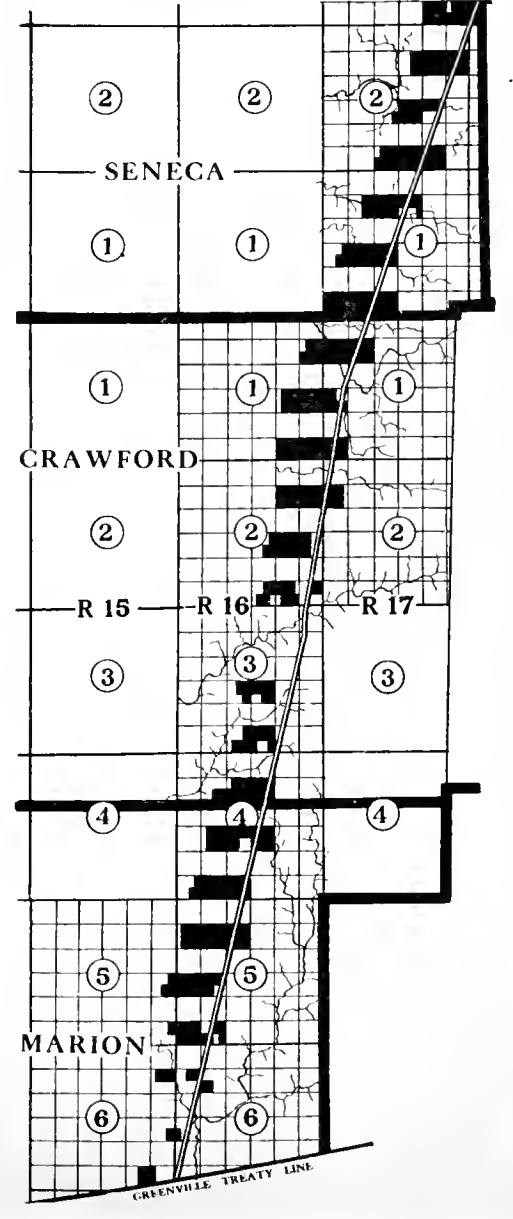 2 2 2
SENECA
1 1 1
1 1 1
CRAWFORD
2 2 2
R 15 R 16 R 17
3 3 3
4 4 4
5 5
MARION
6 6
GREENVILLE TREATY LINE